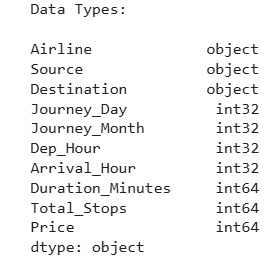 Data Types:
Airline object
Source object
Destination object
Journey_Day int32
Journey_Month int32
Dep_Hour int32
Arrival_Hour int32
Duration_Minutes int64
Total_Stops int64
Price int64
dtype: object